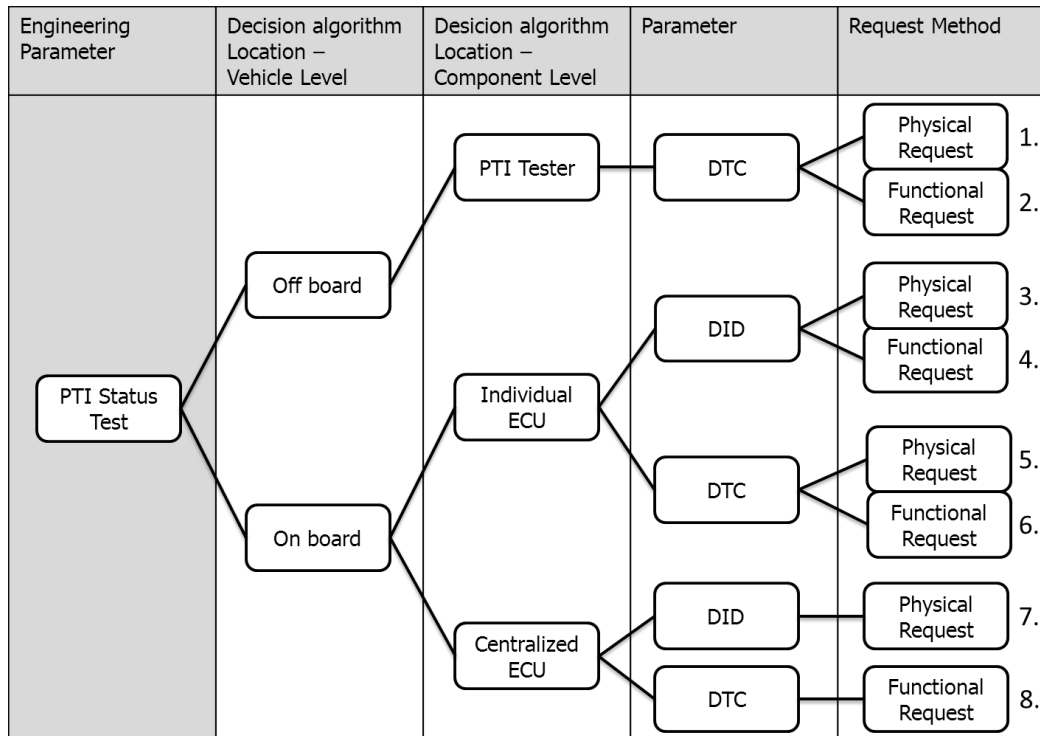 Engineering
Parameter
Decision algorithm
Location –
Vehicle Level
Desicion algorithm
Location –
Component Level
Parameter
Request Method
PTI Status
Test
Off board
On board
PTI Tester
Individual
ECU
Centralized
ECU
DTC
DID
DTC
DID
DTC
Physical
Request
1.
Functional
Request
2.
Physical
Request
3.
Functional
Request
4.
Physical
Request
5.
Functional
Request
6.
Physical
Request
7.
Functional
Request
8.